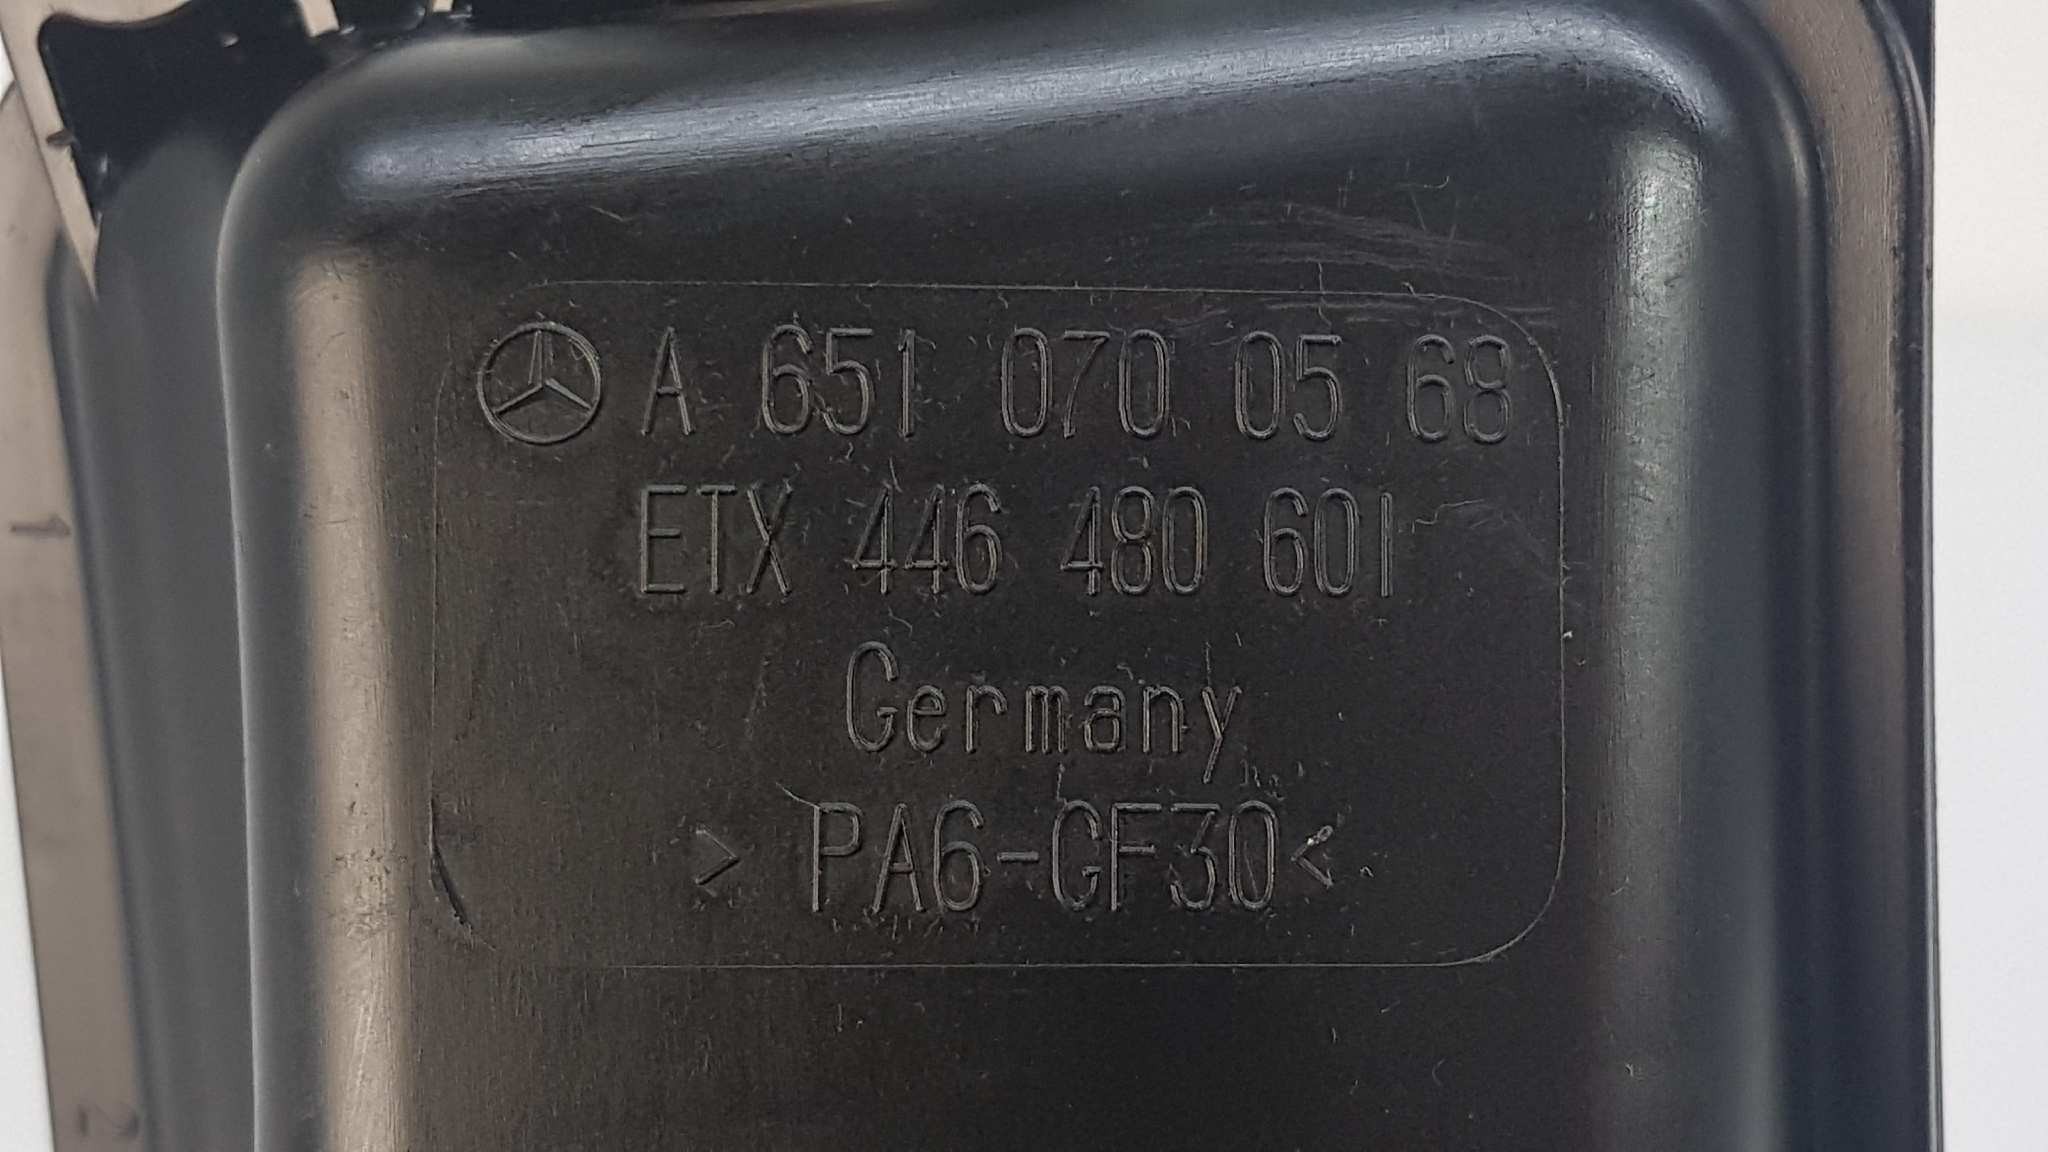 A 651 070 05 68
ETX 446 480 601
Germany
> PA6-GF30<